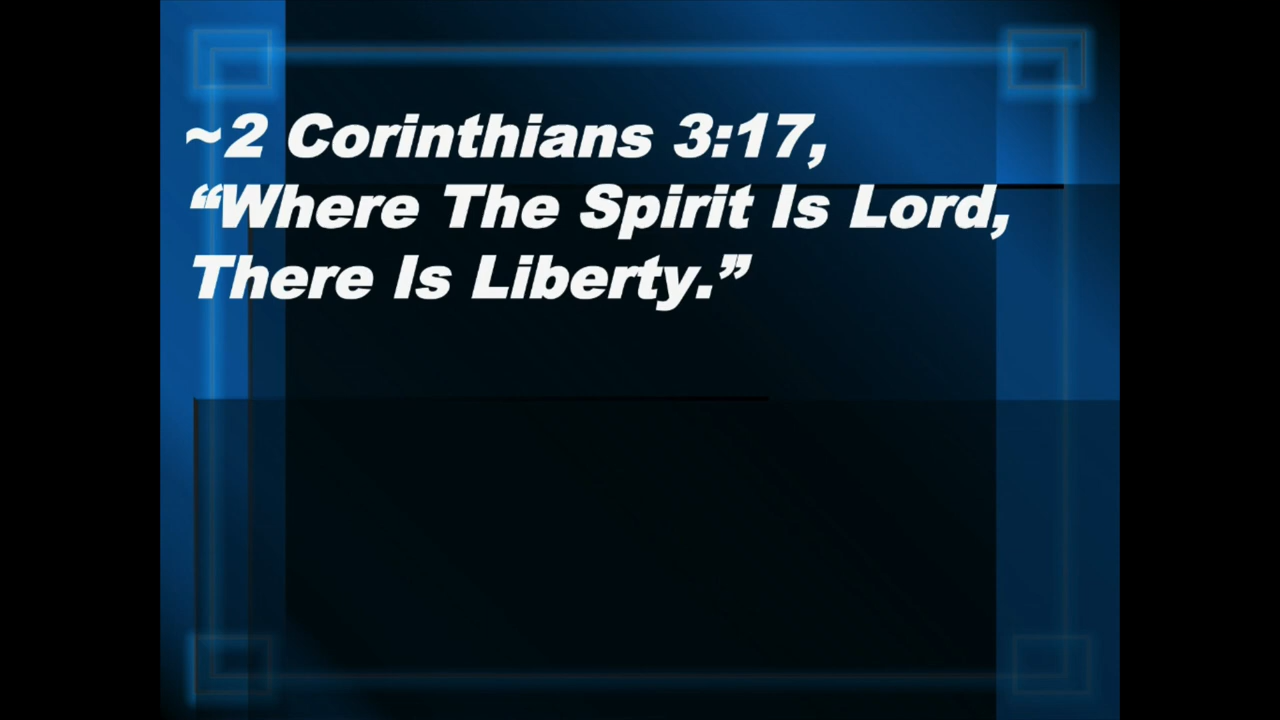 ~2 Corinthians 3:17,
“Where The Spirit Is Lord,
There Is Liberty.”